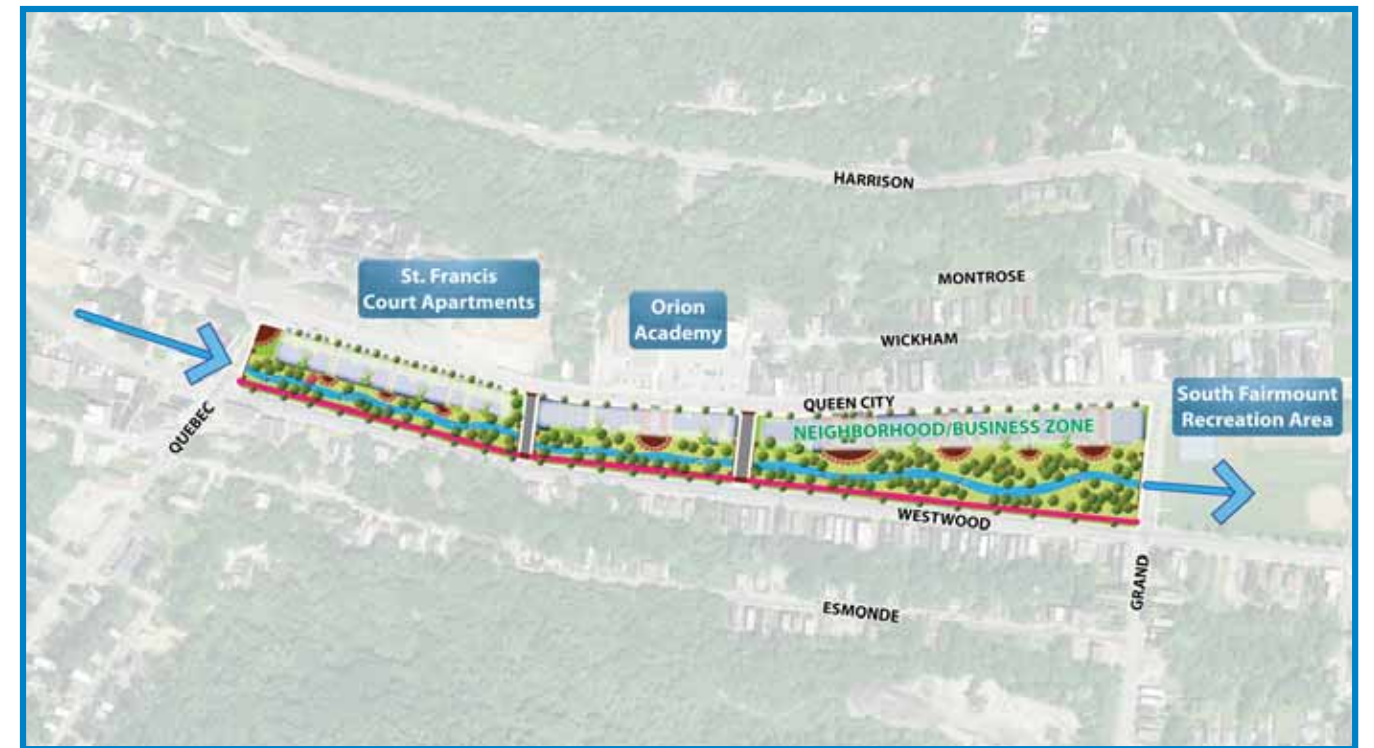 HARRISON
MONTROSE
St. Francis
Court Apartments
Orion
Academy
WICKHAM
QUEEN CITY
South Fairmount
Recreation Area
NEIGHBORHOOD/BUSINESS ZONE
QUEBEC
WESTWOOD
GRAND
ESMONDE